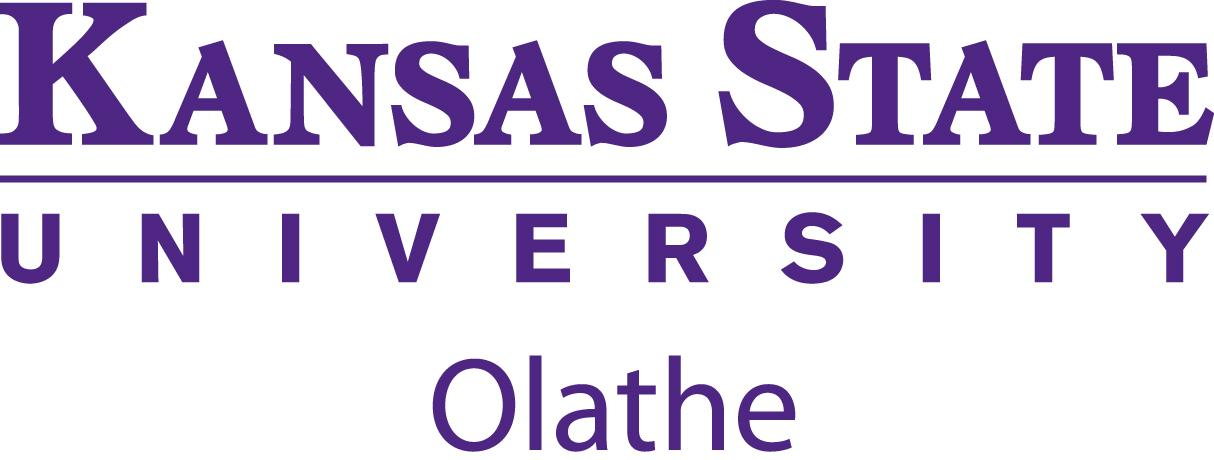 KANSAS STATE
UNIVERSITY
Olathe